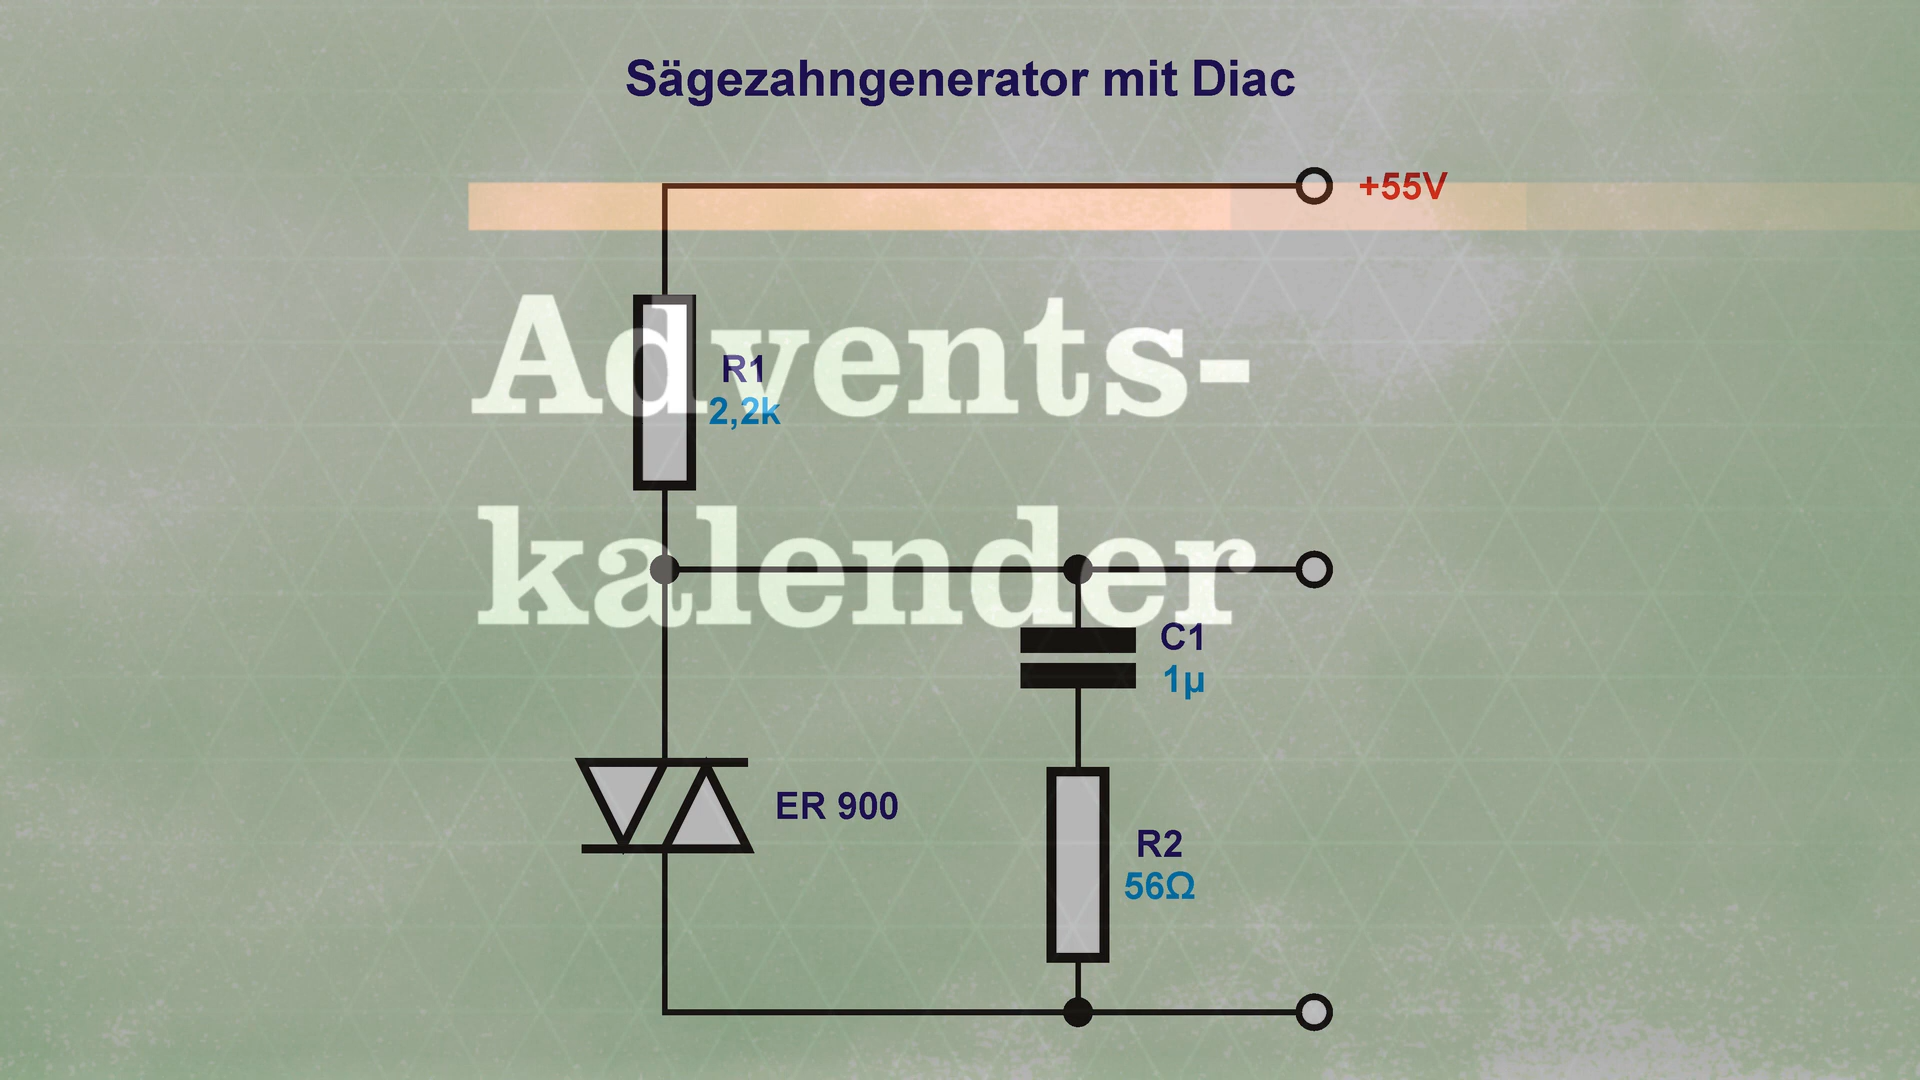 Sägezahngenerator mit Diac
+55V
Advents-
R1
2,2k
kalender
C1
1µ
ER 900
R2
56Ω